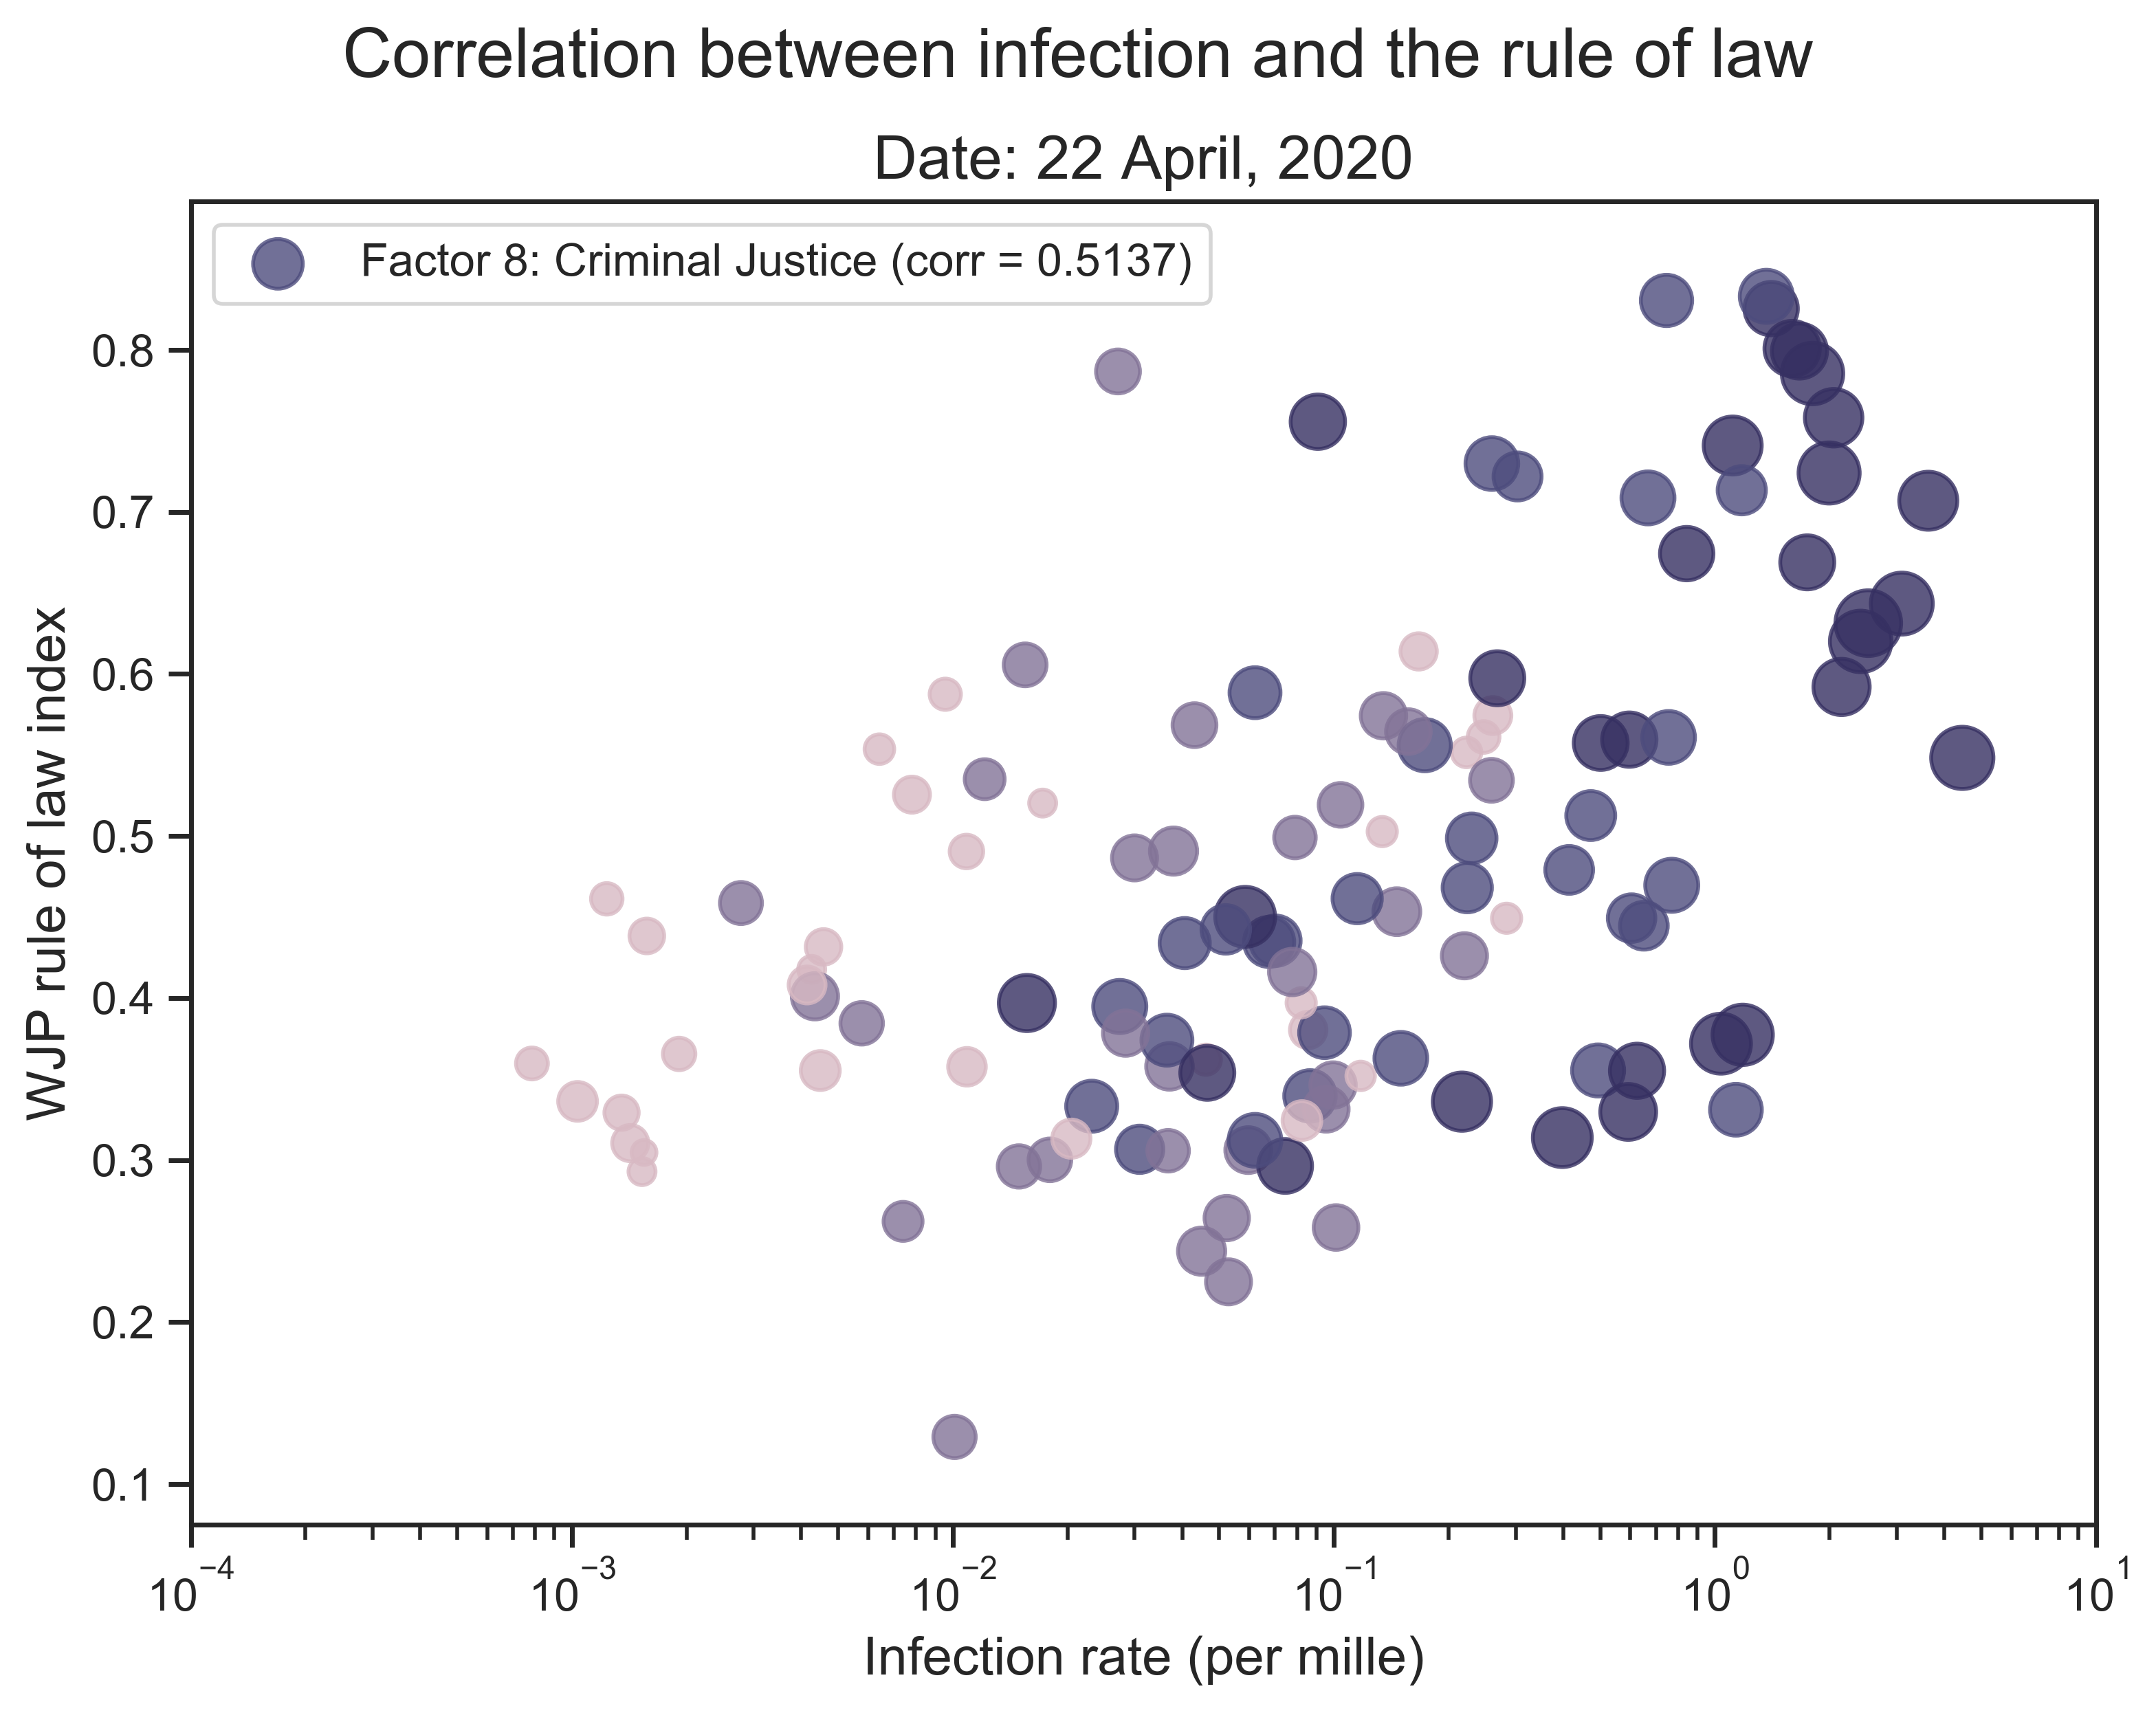 Correlation between infection and the rule of law
Date: 22 April, 2020
Factor 8: Criminal Justice (corr = 0.5137)
WJP rule of law index
0.8
0.7
0.6
0.5
0.4
0.3
0.2
0.1
10⁻⁴ 10⁻³ 10⁻² 10⁻¹ 10⁰ 10¹
Infection rate (per mille)